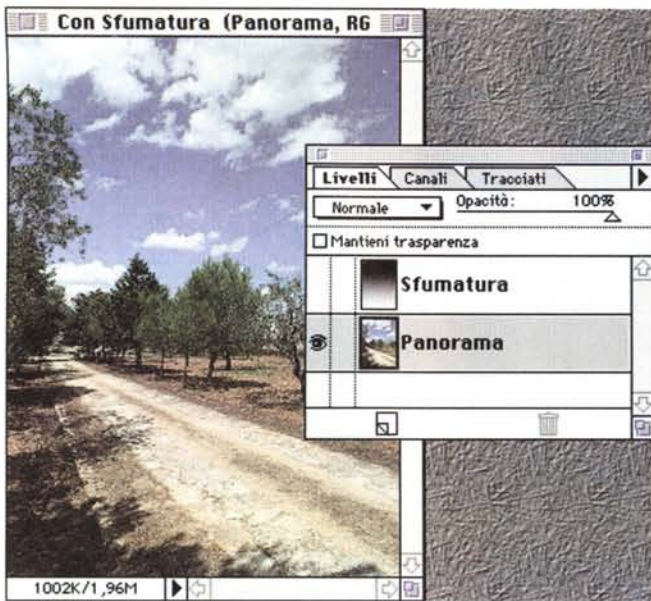 Con Sfumatura (Panorama, RG
Livelli Canali Tracciati
Normale Opacità: 100%
Mantieni trasparenza
Sfumatura
Panorama
1002K/1,96M